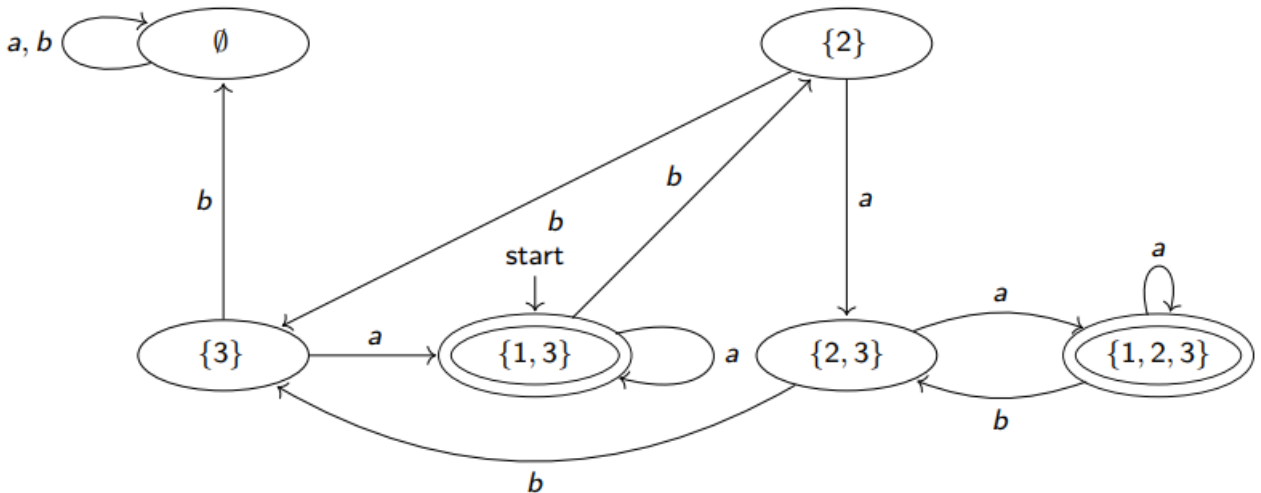 a, b
∅
{2}
b
b
a
b
start
a
a
a
{3}
{1, 3}
a
{2, 3}
{1, 2, 3}
b
b